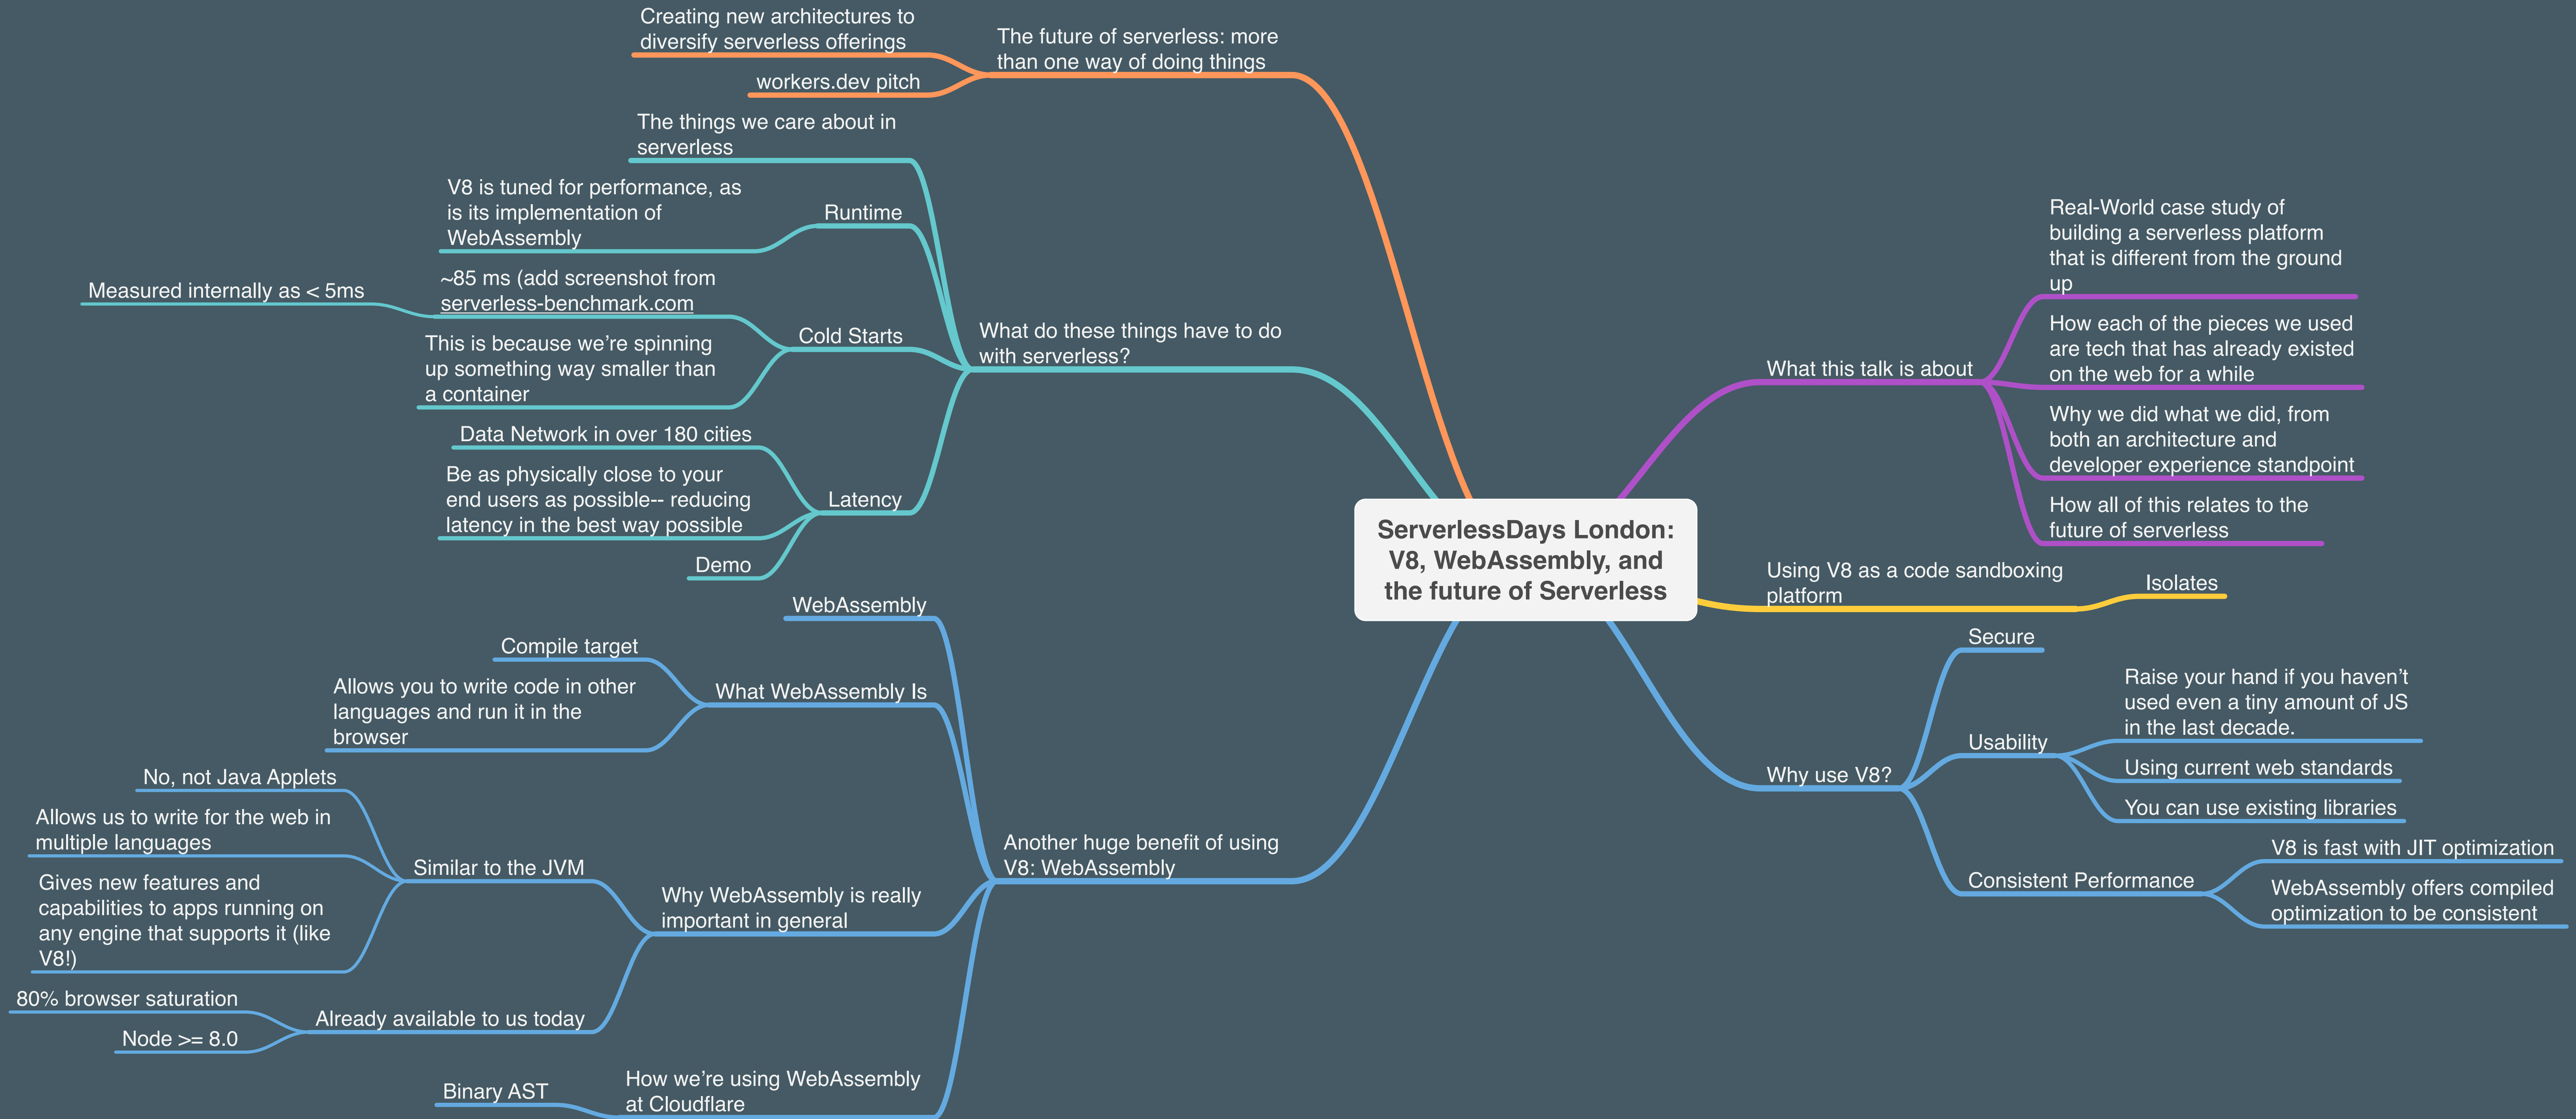 ServerlessDays London:
V8, WebAssembly, and
the future of Serverless
What this talk is about
Real-World case study of
building a serverless platform
that is different from the ground
up
How each of the pieces we used
are tech that has already existed
on the web for a while
Why we did what we did, from
both an architecture and
developer experience standpoint
How all of this relates to the
future of serverless
Using V8 as a code sandboxing
platform
Isolates
Why use V8?
Secure
Usability
Raise your hand if you haven’t
used even a tiny amount of JS
in the last decade.
Using current web standards
You can use existing libraries
Consistent Performance
V8 is fast with JIT optimization
WebAssembly offers compiled
optimization to be consistent
Another huge benefit of using
V8: WebAssembly
WebAssembly
What WebAssembly Is
Compile target
Allows you to write code in other
languages and run it in the
browser
Why WebAssembly is really
important in general
Similar to the JVM
No, not Java Applets
Allows us to write for the web in
multiple languages
Gives new features and
capabilities to apps running on
any engine that supports it (like
V8!)
Already available to us today
80% browser saturation
Node >= 8.0
How we’re using WebAssembly
at Cloudflare
Binary AST
What do these things have to do
with serverless?
The things we care about in
serverless
Runtime
V8 is tuned for performance, as
is its implementation of
WebAssembly
Cold Starts
~85 ms (add screenshot from
serverless-benchmark.com
Measured internally as < 5ms
This is because we’re spinning
up something way smaller than
a container
Latency
Data Network in over 180 cities
Be as physically close to your
end users as possible-- reducing
latency in the best way possible
Demo
The future of serverless: more
than one way of doing things
Creating new architectures to
diversify serverless offerings
workers.dev pitch